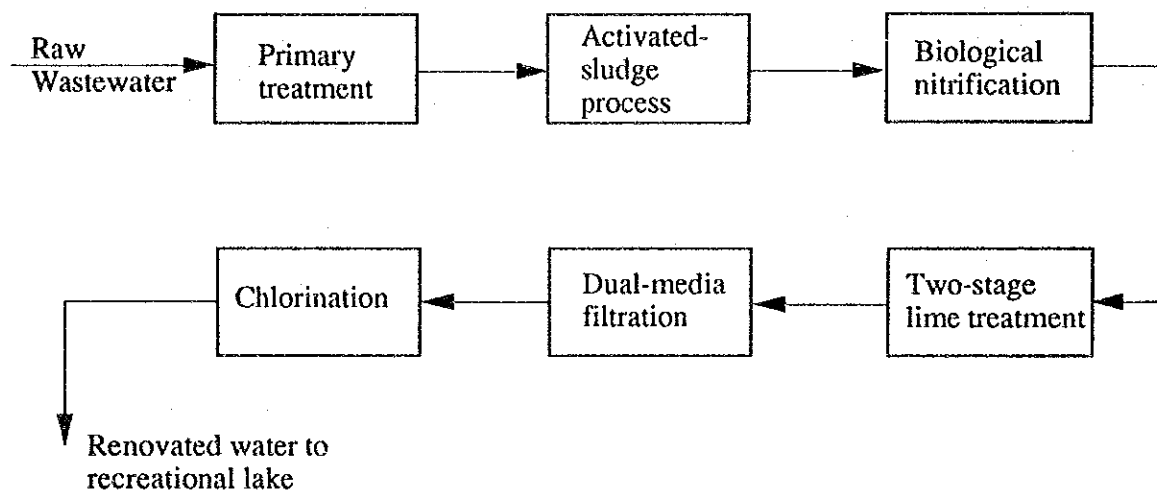 Raw
Wastewater
Primary
treatment
Activated-
sludge
process
Biological
nitrification
Chlorination
Dual-media
filtration
Two-stage
lime treatment
Renovated water to
recreational lake